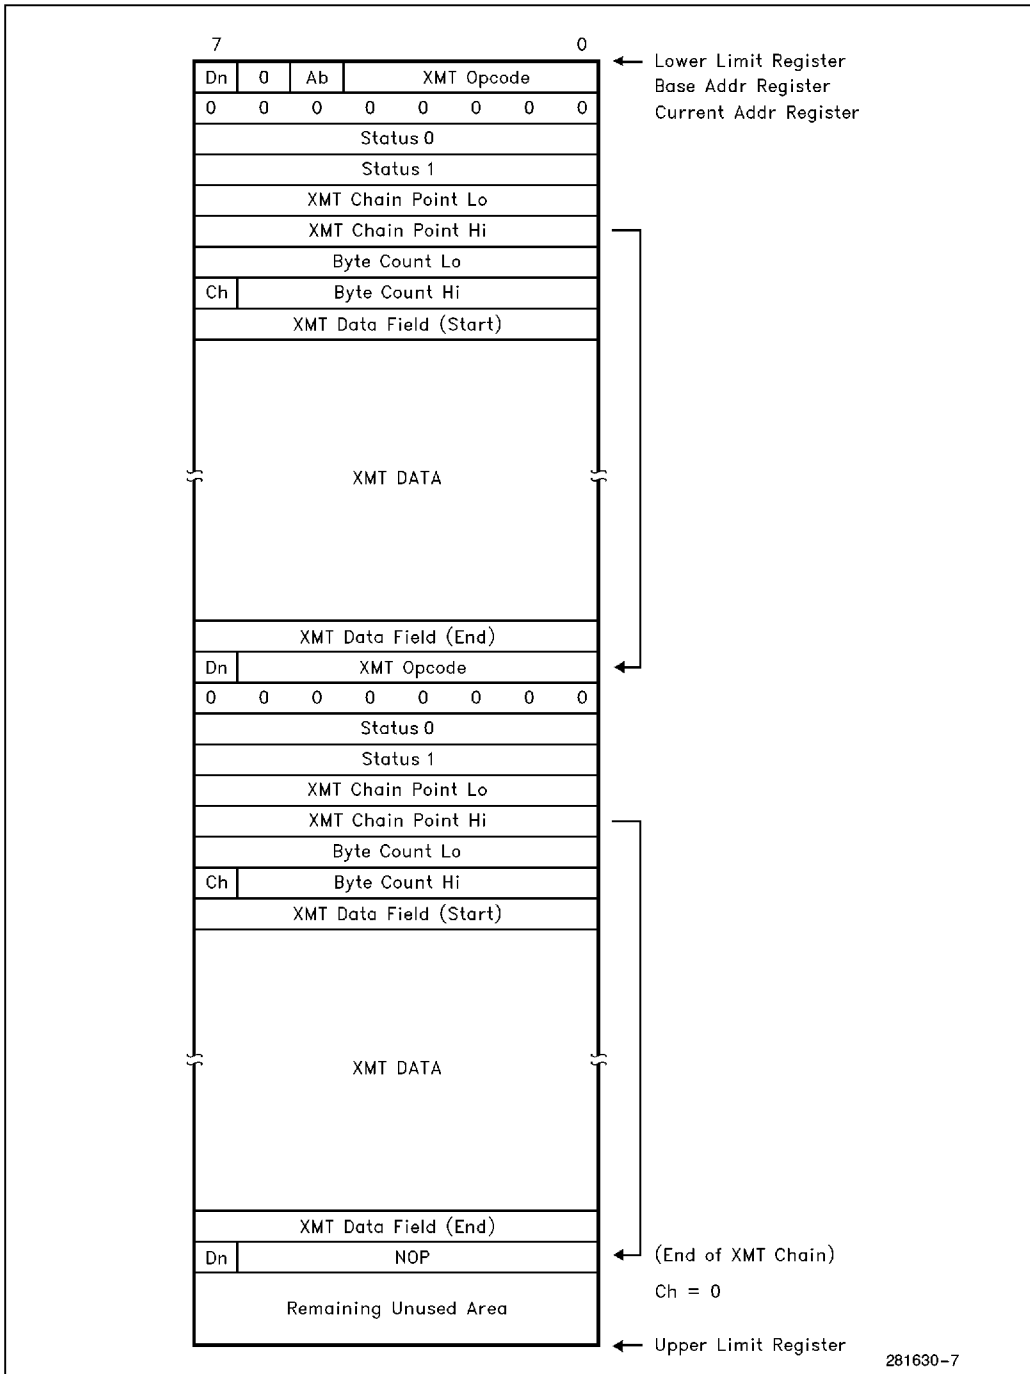 7 0
Lower Limit Register
Dn 0 Ab XMT Opcode
Base Addr Register
0 0 0 0 0 0 0 0
Current Addr Register
Status 0
Status 1
XMT Chain Point Lo
XMT Chain Point Hi
Byte Count Lo
Ch Byte Count Hi
XMT Data Field (Start)
XMT DATA
XMT Data Field (End)
Dn XMT Opcode
0 0 0 0 0 0 0 0
Status 0
Status 1
XMT Chain Point Lo
XMT Chain Point Hi
Byte Count Lo
Ch Byte Count Hi
XMT Data Field (Start)
XMT DATA
XMT Data Field (End)
Dn NOP
(End of XMT Chain)
Ch = 0
Remaining Unused Area
Upper Limit Register
281630-7